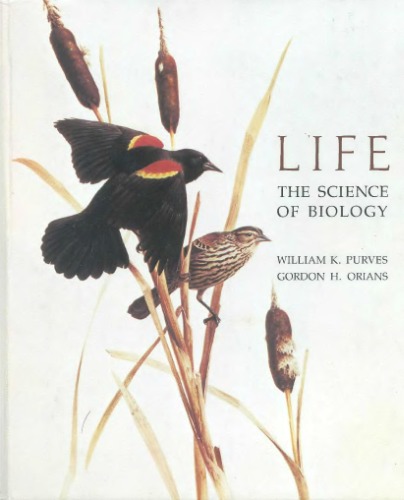 LIFE
THE SCIENCE
OF BIOLOGY
WILLIAM K. PURVES
GORDON H. ORIANS